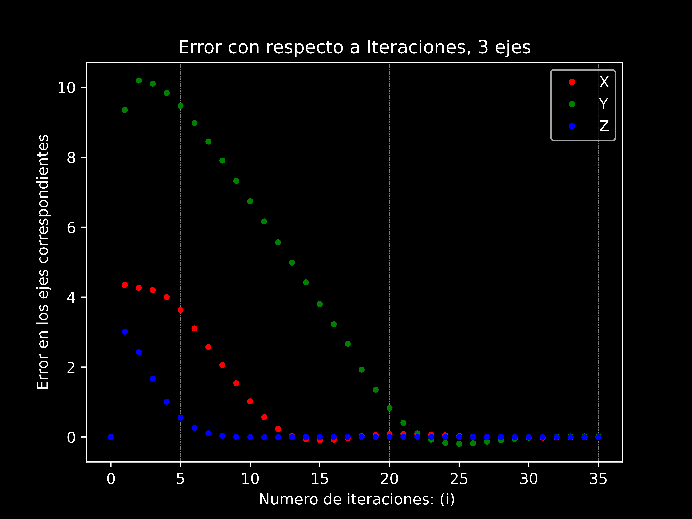 Error con respecto a Iteraciones, 3 ejes
X
Y
Z
Error en los ejes correspondientes
10
8
6
4
2
0
0 5 10 15 20 25 30 35
Numero de iteraciones: (i)